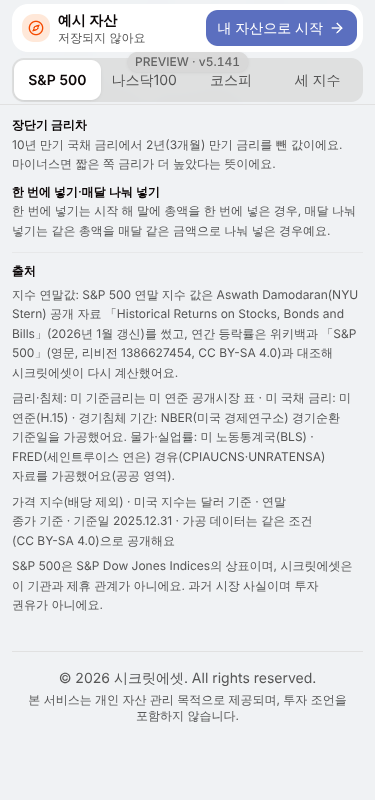 예시 자산
저장되지 않아요
내 자산으로 시작 →
PREVIEW · v5.141
S&P 500
나스닥100
코스피
세 지수
장단기 금리차
10년 만기 국채 금리에서 2년(3개월) 만기 금리를 뺀 값이에요.
마이너스면 짧은 쪽 금리가 더 높았다는 뜻이에요.
한 번에 넣기·매달 나눠 넣기
한 번에 넣기는 시작 해 말에 총액을 한 번에 넣은 경우, 매달 나눠
넣기는 같은 총액을 매달 같은 금액으로 나눠 넣은 경우예요.
출처
지수 연말값: S&P 500 연말 지수 값은 Aswath Damodaran(NYU
Stern) 공개 자료 「Historical Returns on Stocks, Bonds and
Bills」(2026년 1월 갱신)를 썼고, 연간 등락률은 위키백과 「S&P
500」(영문, 리비전 1386627454, CC BY-SA 4.0)과 대조해
시크릿에셋이 다시 계산했어요.
금리·침체: 미 기준금리는 미 연준 공개시장 표 · 미 국채 금리: 미
연준(H.15) · 경기침체 기간: NBER(미국 경제연구소) 경기순환
기준일을 가공했어요. 물가·실업률: 미 노동통계국(BLS) ·
FRED(세인트루이스 연은) 경유(CPIAUCNS·UNRATENSA)
자료를 가공했어요(공공 영역).
가격 지수(배당 제외) · 미국 지수는 달러 기준 · 연말
종가 기준 · 기준일 2025.12.31 · 가공 데이터는 같은 조건
(CC BY-SA 4.0)으로 공개해요
S&P 500은 S&P Dow Jones Indices의 상표이며, 시크릿에셋은
이 기관과 제휴 관계가 아니에요. 과거 시장 사실이며 투자
권유가 아니에요.
© 2026 시크릿에셋. All rights reserved.
본 서비스는 개인 자산 관리 목적으로 제공되며, 투자 조언을
포함하지 않습니다.